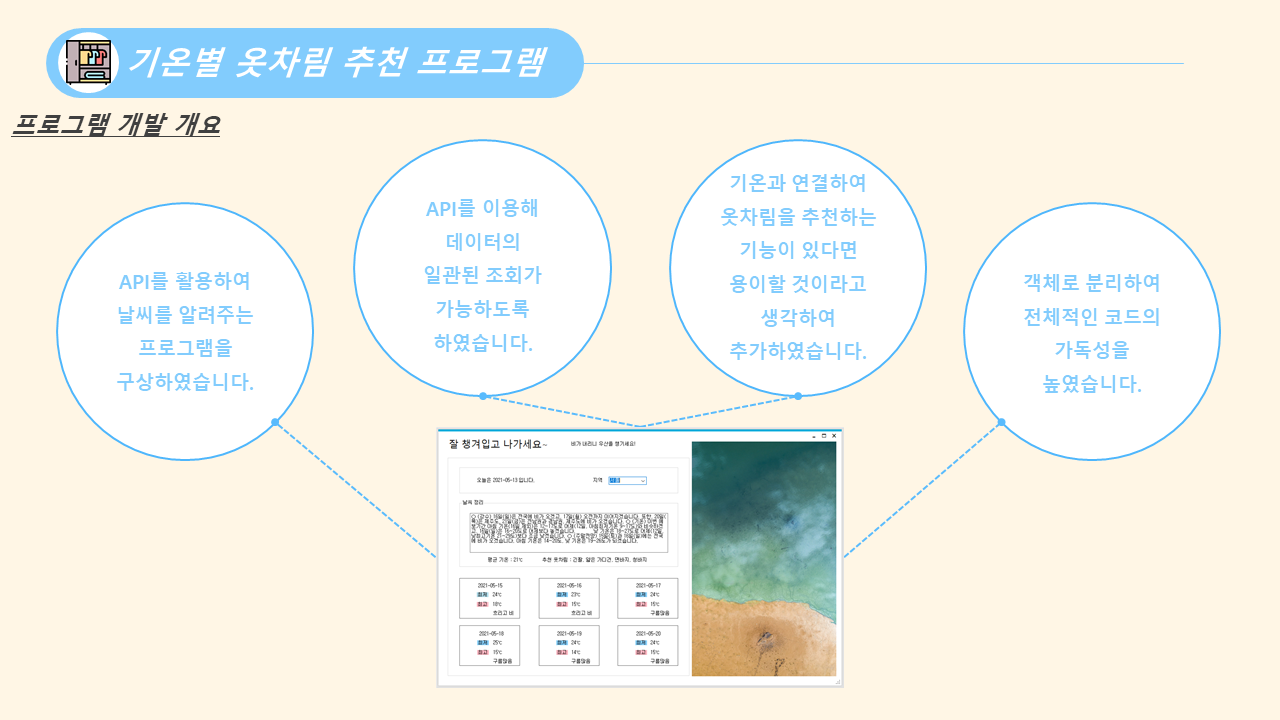 기온별 옷차림 추천 프로그램
프로그램 개발 개요
API를 활용하여
날씨를 알려주는
프로그램을
구상하였습니다.
API를 이용해
데이터의
일관된 조회가
가능하도록
하였습니다.
기온과 연결하여
옷차림을 추천하는
기능이 있다면
용이할 것이라고
생각하여
추가하였습니다.
객체로 분리하여
전체적인 코드의
가독성을
높였습니다.
잘 챙겨입고 나가세요~
비가 내리니 우산을 챙기세요!
오늘은 2021-05-13 입니다.
지역
서울
날씨 정리
평균 기온 : 21℃
추천 옷차림 : 긴팔, 얇은 가디건, 면바지, 청바지
2021-05-15
최저 24℃
최고 18℃
흐리고 비
2021-05-16
최저 23℃
최고 15℃
흐리고 비
2021-05-17
최저 24℃
최고 15℃
구름많음
2021-05-18
최저 25℃
최고 15℃
구름많음
2021-05-19
최저 24℃
최고 14℃
구름많음
2021-05-20
최저 24℃
최고 15℃
구름많음